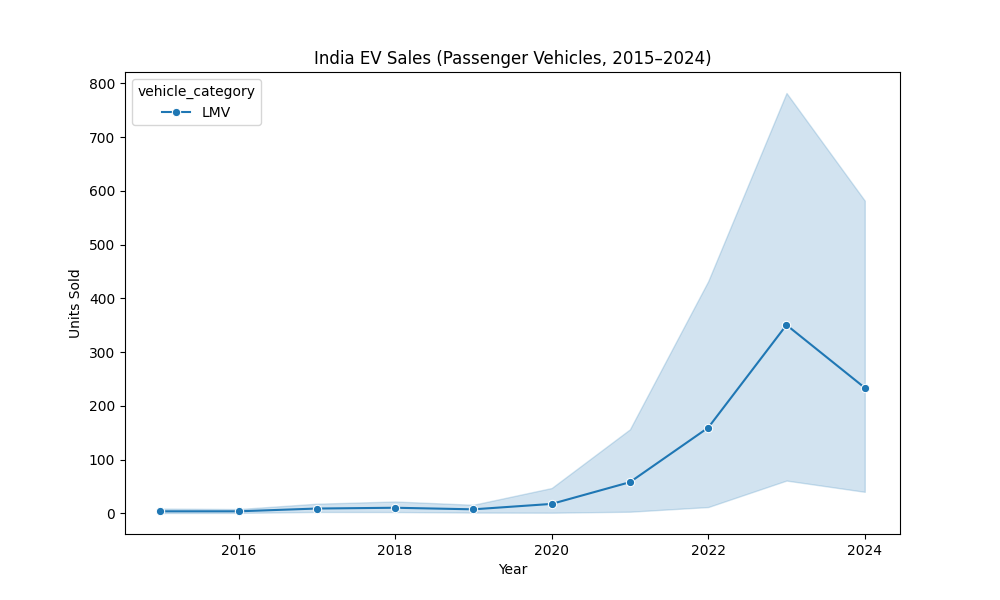 India EV Sales (Passenger Vehicles, 2015–2024)
vehicle_category
LMV
800
700
600
500
400
300
200
100
0
Units Sold
2016
2018
2020
2022
2024
Year